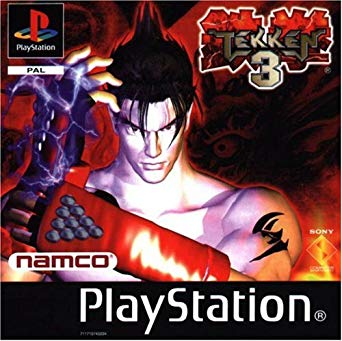 PlayStation
PAL
TEKKEN
3
®
namco
SONY
PlayStation®